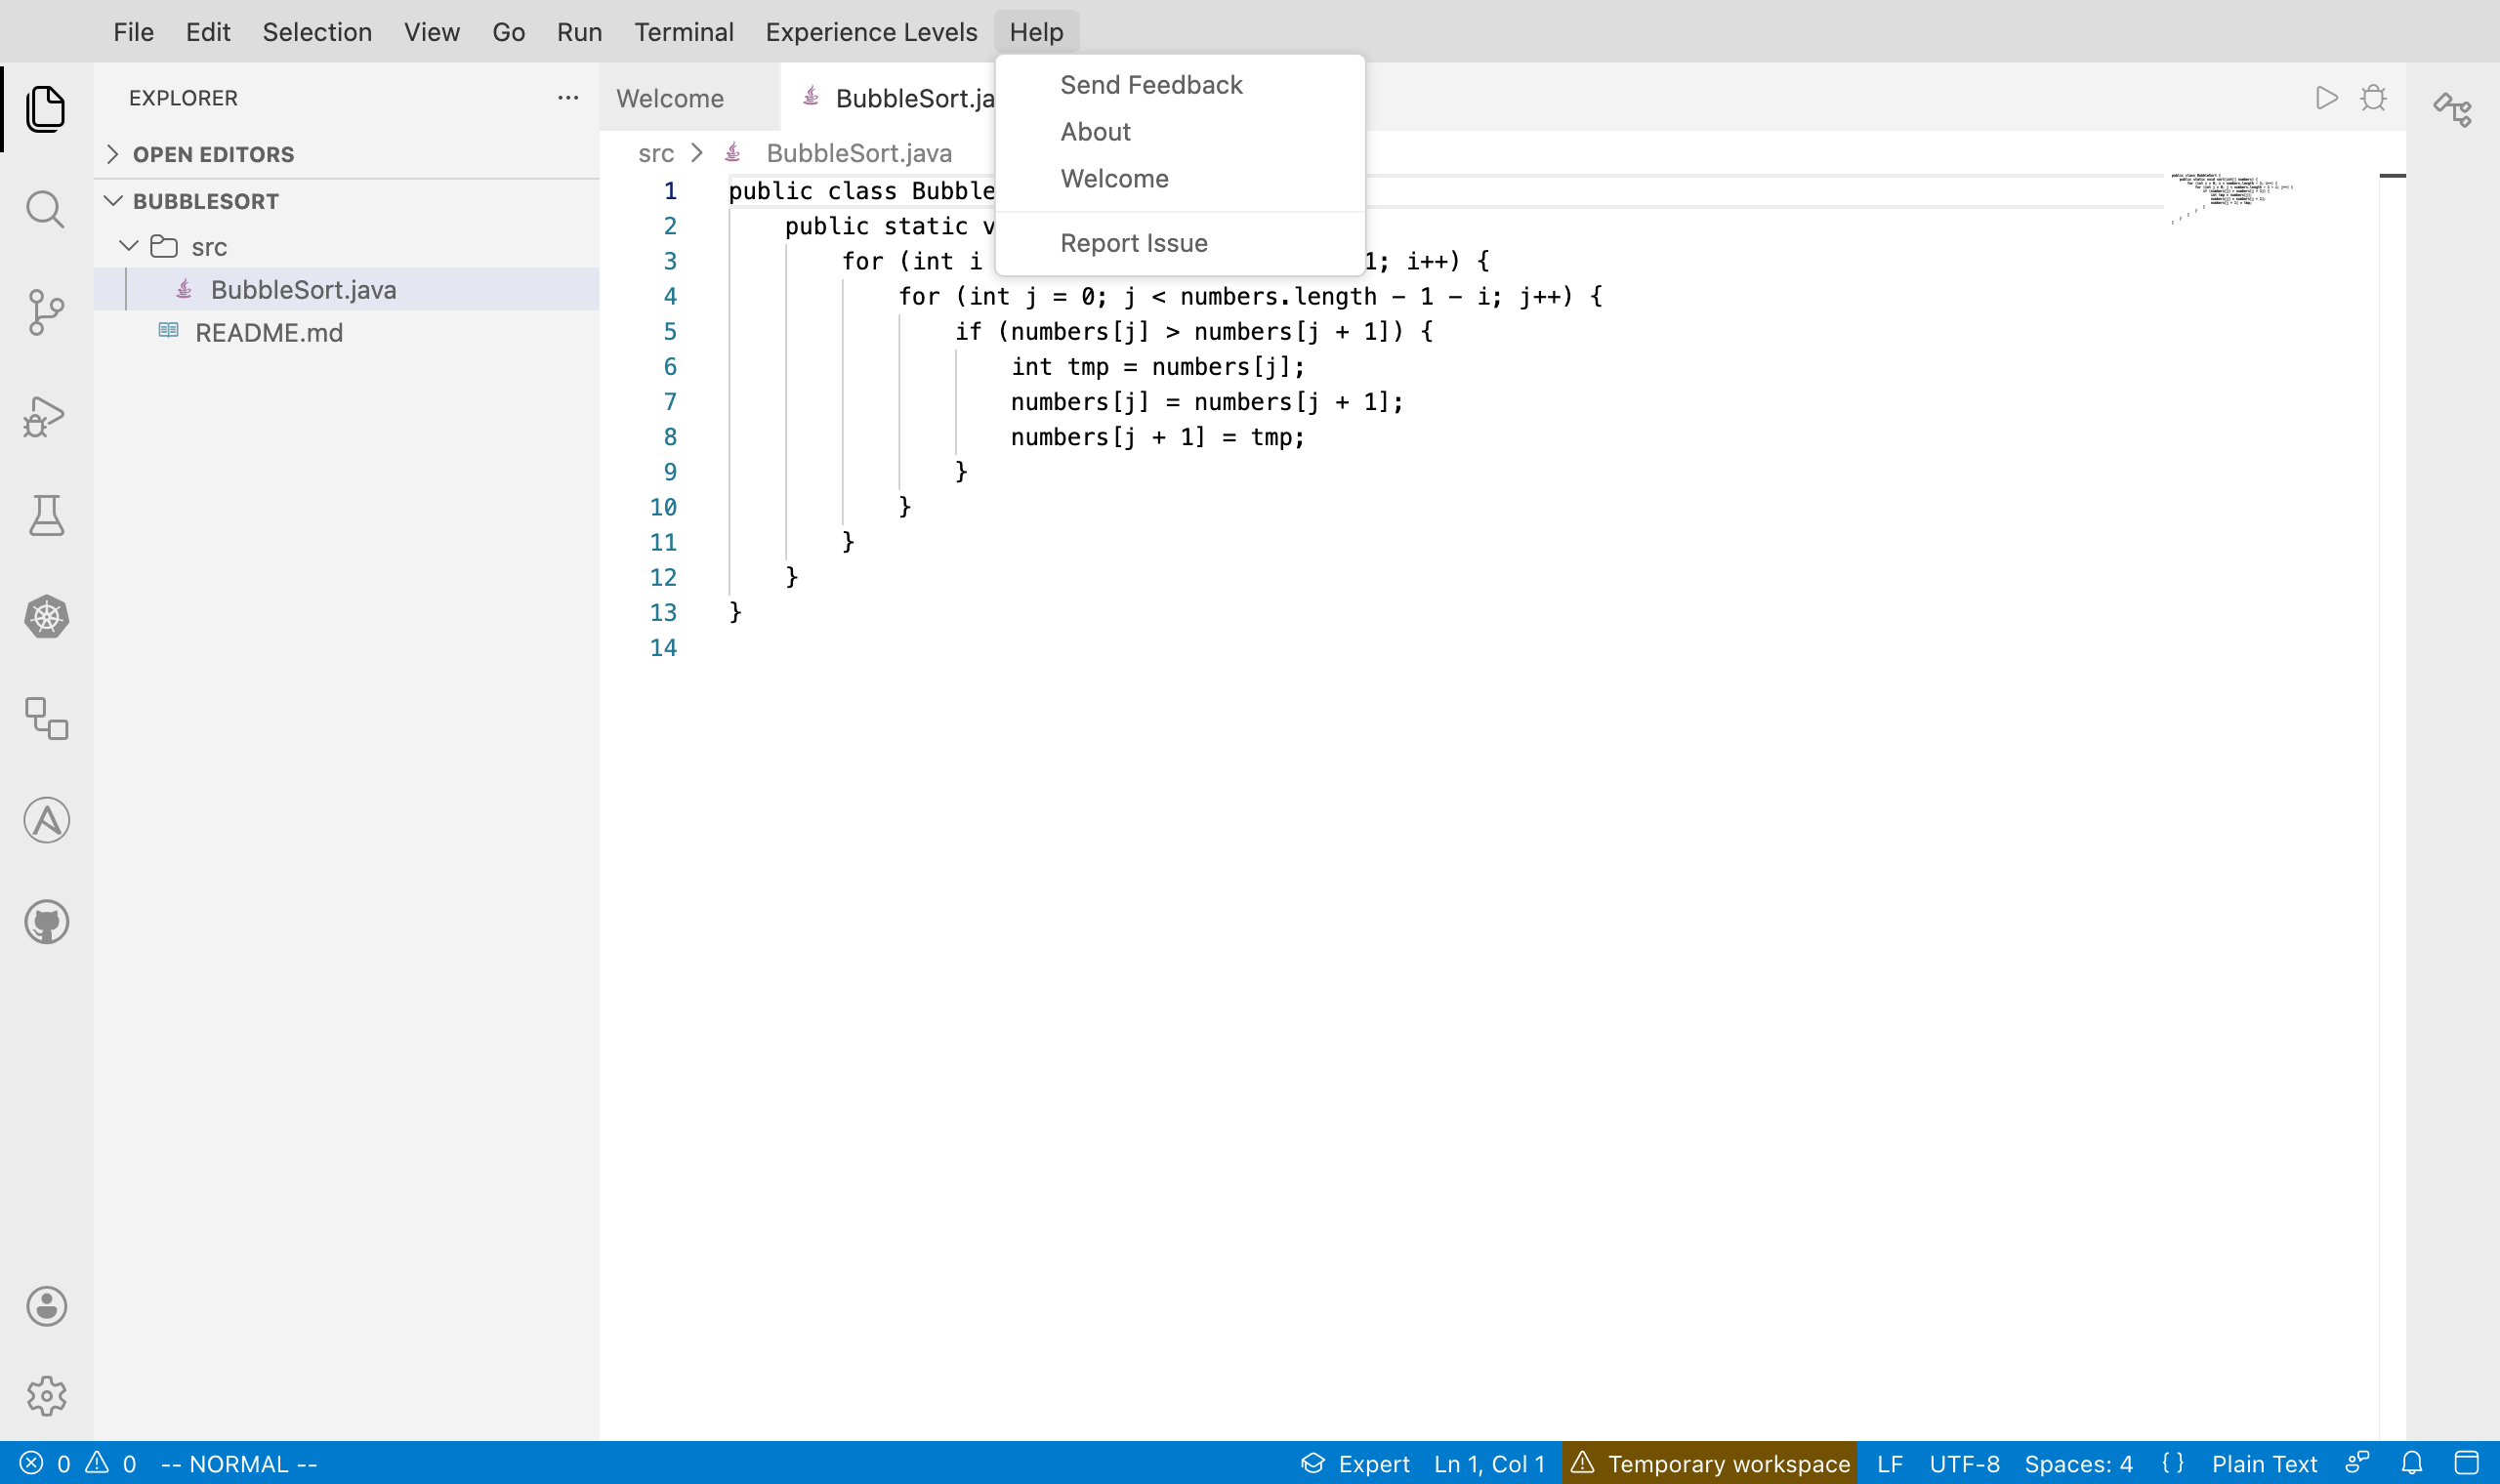 File Edit Selection View Go Run Terminal Experience Levels Help
Send Feedback
About
Welcome
Report Issue
EXPLORER
OPEN EDITORS
BUBBLESORT
src
BubbleSort.java
README.md
Welcome BubbleSort.ja
src BubbleSort.java
1 public class Bubble
2 public static v
3 for (int i 1; i++) {
4 for (int j = 0; j < numbers.length - 1 - i; j++) {
5 if (numbers[j] > numbers[j + 1]) {
6 int tmp = numbers[j];
7 numbers[j] = numbers[j + 1];
8 numbers[j + 1] = tmp;
9 }
10 }
11 }
12 }
13 }
14
0 0 -- NORMAL -- Expert Ln 1, Col 1 Temporary workspace LF UTF-8 Spaces: 4 {} Plain Text